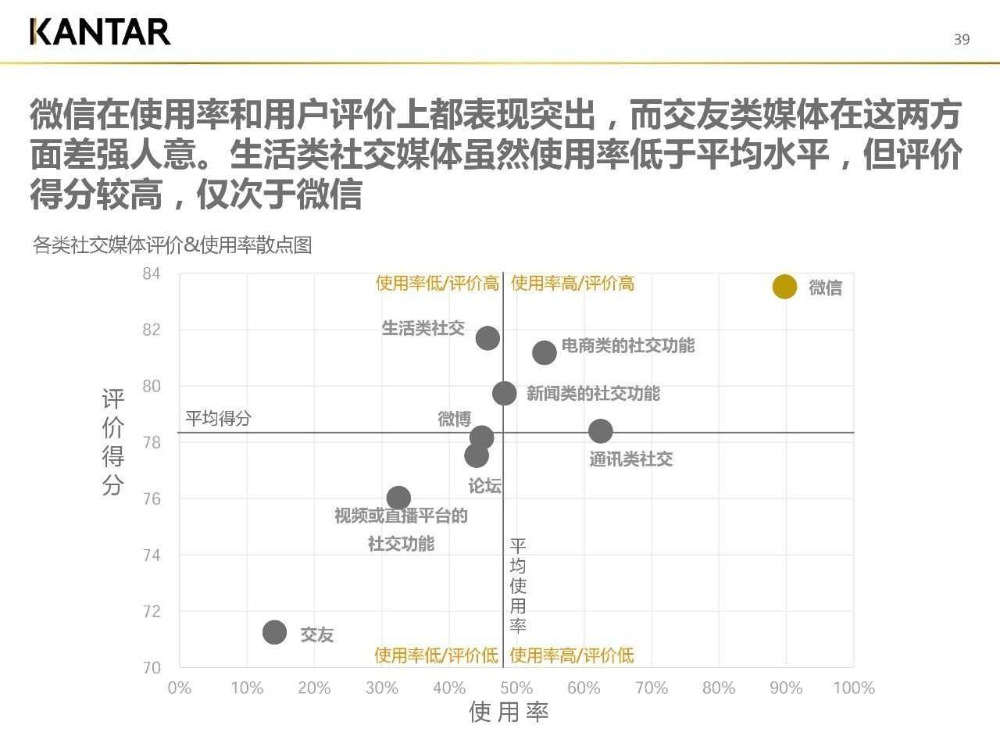 KANTAR
39
微信在使用率和用户评价上都表现突出，而交友类媒体在这两方
面差强人意。生活类社交媒体虽然使用率低于平均水平，但评价
得分较高，仅次于微信
各类社交媒体评价&使用率散点图
84
使用率低/评价高
使用率高/评价高
微信
82
生活类社交
电商类的社交功能
80
新闻类的社交功能
评价得分
平均得分
微博
78
通讯类社交
论坛
76
视频或直播平台的
社交功能
74
平均使用率
72
交友
使用率低/评价低
使用率高/评价低
70
0% 10% 20% 30% 40% 50% 60% 70% 80% 90% 100%
使用率